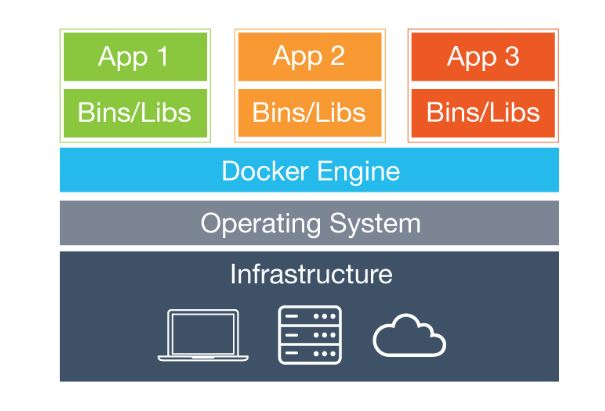 App 1
App 2
App 3
Bins/Libs
Bins/Libs
Bins/Libs
Docker Engine
Operating System
Infrastructure